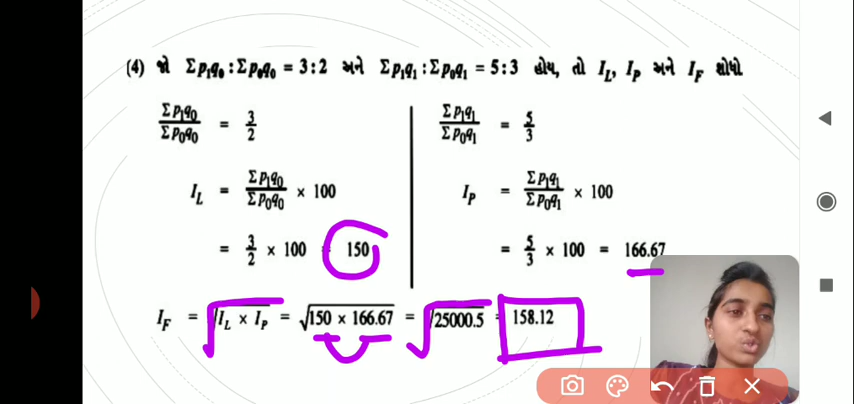 (4) જો Σp₁q₀ : Σp₀q₀ = 3 : 2 અને Σp₁q₁ : Σp₀q₁ = 5 : 3 હોય, તો I_L, I_P અને I_F શોધો
Σp₁q₀ / Σp₀q₀ = 3/2
I_L = Σp₁q₀ / Σp₀q₀ × 100
= 3/2 × 100 = 150
Σp₁q₁ / Σp₀q₁ = 5/3
I_P = Σp₁q₁ / Σp₀q₁ × 100
= 5/3 × 100 = 166.67
I_F = √(I_L × I_P) = √(150 × 166.67) = √25000.5 = 158.12